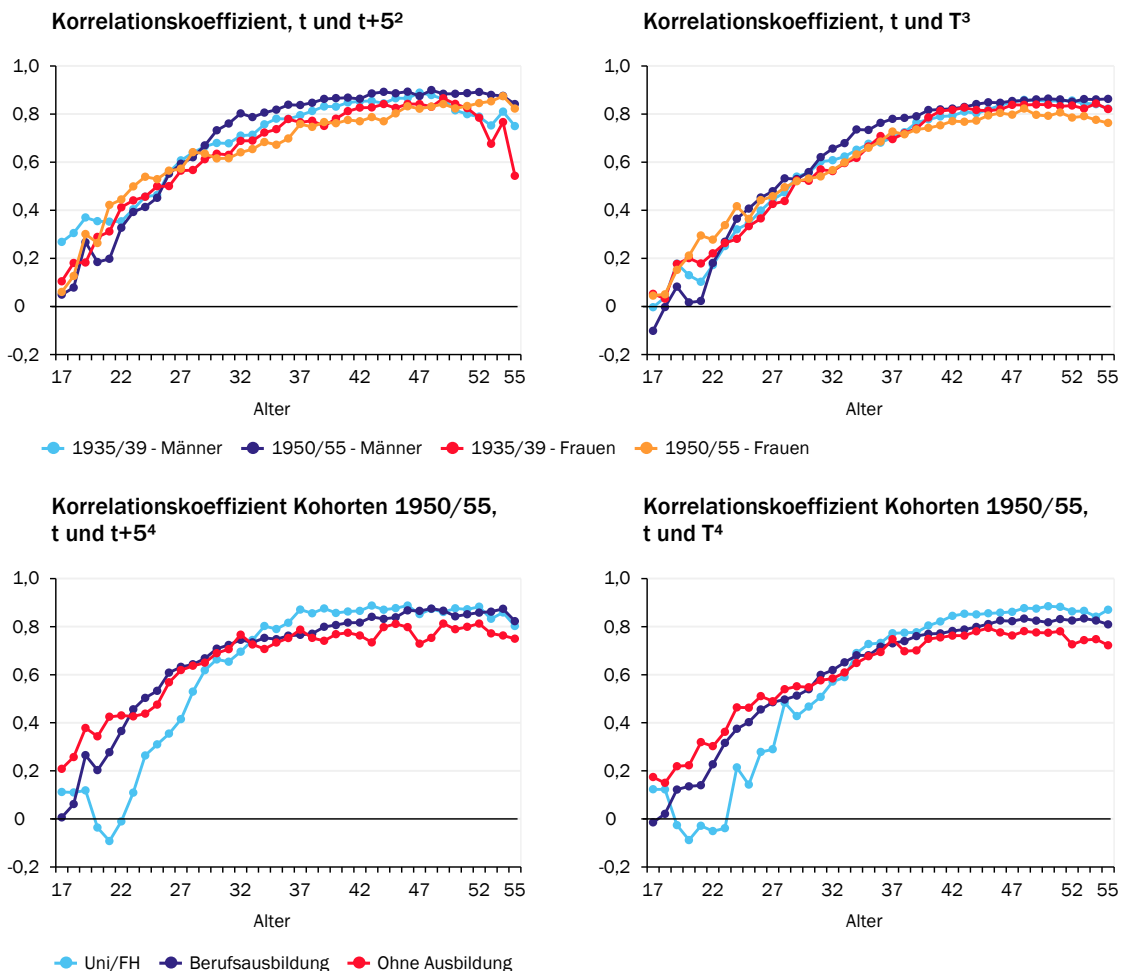 Korrelationskoeffizient, t und t+5²
1,0
0,8
0,6
0,4
0,2
0
-0,2
17 22 27 32 37 42 47 52 55
Alter
Korrelationskoeffizient, t und T³
1,0
0,8
0,6
0,4
0,2
0
-0,2
17 22 27 32 37 42 47 52 55
Alter
1935/39 - Männer 1950/55 - Männer 1935/39 - Frauen 1950/55 - Frauen
Korrelationskoeffizient Kohorten 1950/55,
t und t+5⁴
1,0
0,8
0,6
0,4
0,2
0
-0,2
17 22 27 32 37 42 47 52 55
Alter
Korrelationskoeffizient Kohorten 1950/55,
t und T⁴
1,0
0,8
0,6
0,4
0,2
0
-0,2
17 22 27 32 37 42 47 52 55
Alter
Uni/FH Berufsausbildung Ohne Ausbildung